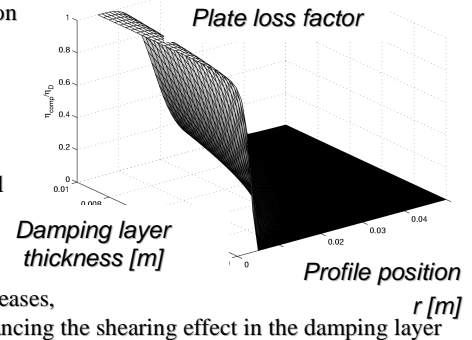 on
Plate loss factor
1
0.8
0.6
0.4
0.2
0
η_comp/η_D
0.01
0.008
Damping layer
thickness [m]
0
0.02
0.03
0.04
Profile position
r [m]
eases,
ancing the shearing effect in the damping layer